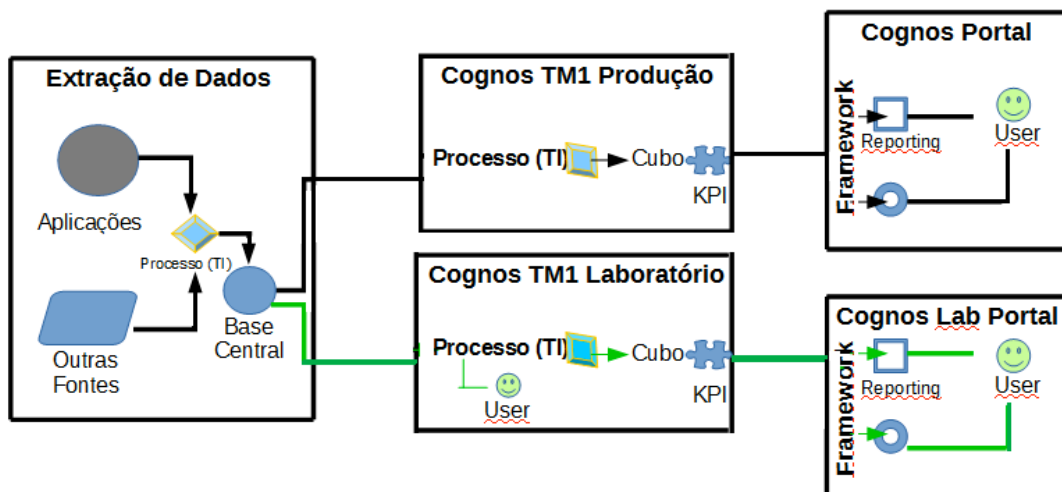 Extração de Dados
Aplicações
Processo (TI)
Outras
Fontes
Base
Central
Cognos TM1 Produção
Processo (TI)
Cubo
KPI
Cognos TM1 Laboratório
Processo (TI)
User
Cubo
KPI
Cognos Portal
Framework
Reporting
User
Cognos Lab Portal
Framework
Reporting
User